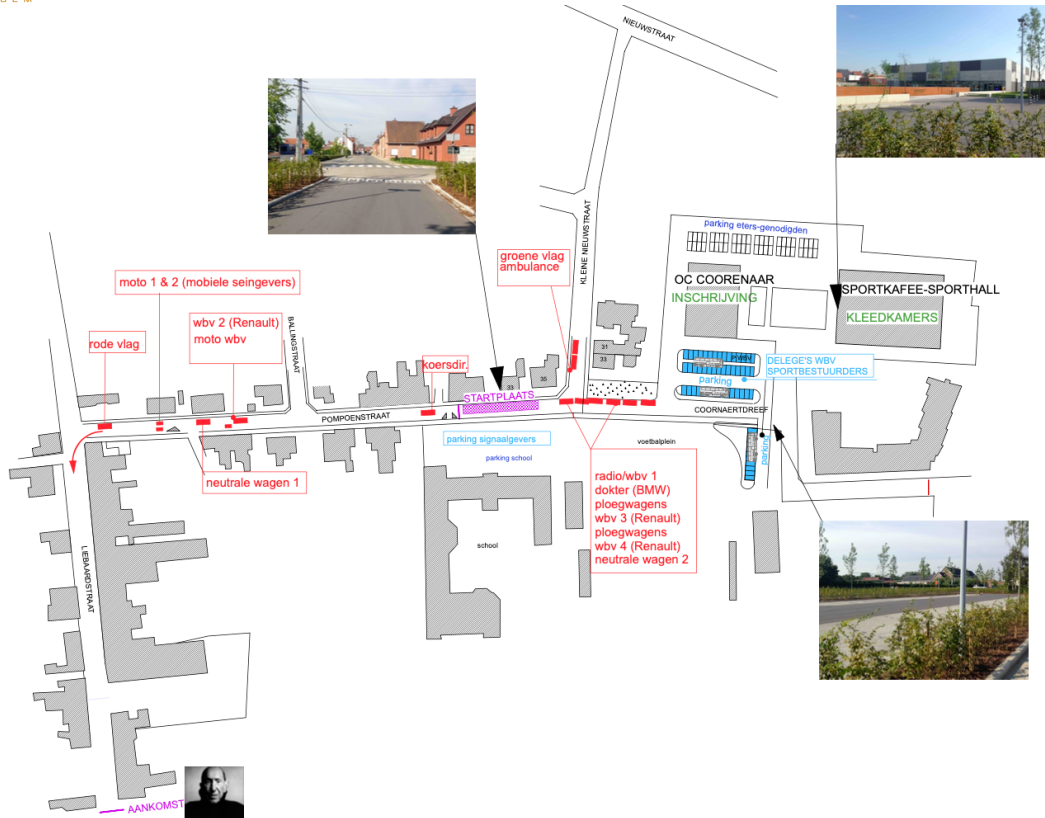 NIEUWSTRAAT
KLEINE NIEUWSTRAAT
parking eters-genodigden
groene vlag
ambulance
OC COORENAAR
INSCHRIJVING
SPORTKAFEE-SPORTHALL
KLEEDKAMERS
moto 1 & 2 (mobiele seingevers)
wbv 2 (Renault)
moto wbv
BALLINGSTRAAT
rode vlag
koersdir.
31
33
33
35
STARTPLAATS
DELEGE'S WBV
SPORTBESTUURDERS
parking
COORNAERTDREEF
POMPOENSTRAAT
parking signaalgevers
voetbalplein
parking
parking school
neutrale wagen 1
radio/wbv 1
dokter (BMW)
ploegwagens
wbv 3 (Renault)
ploegwagens
wbv 4 (Renault)
neutrale wagen 2
school
LIEBAARDSTRAAT
AANKOMST